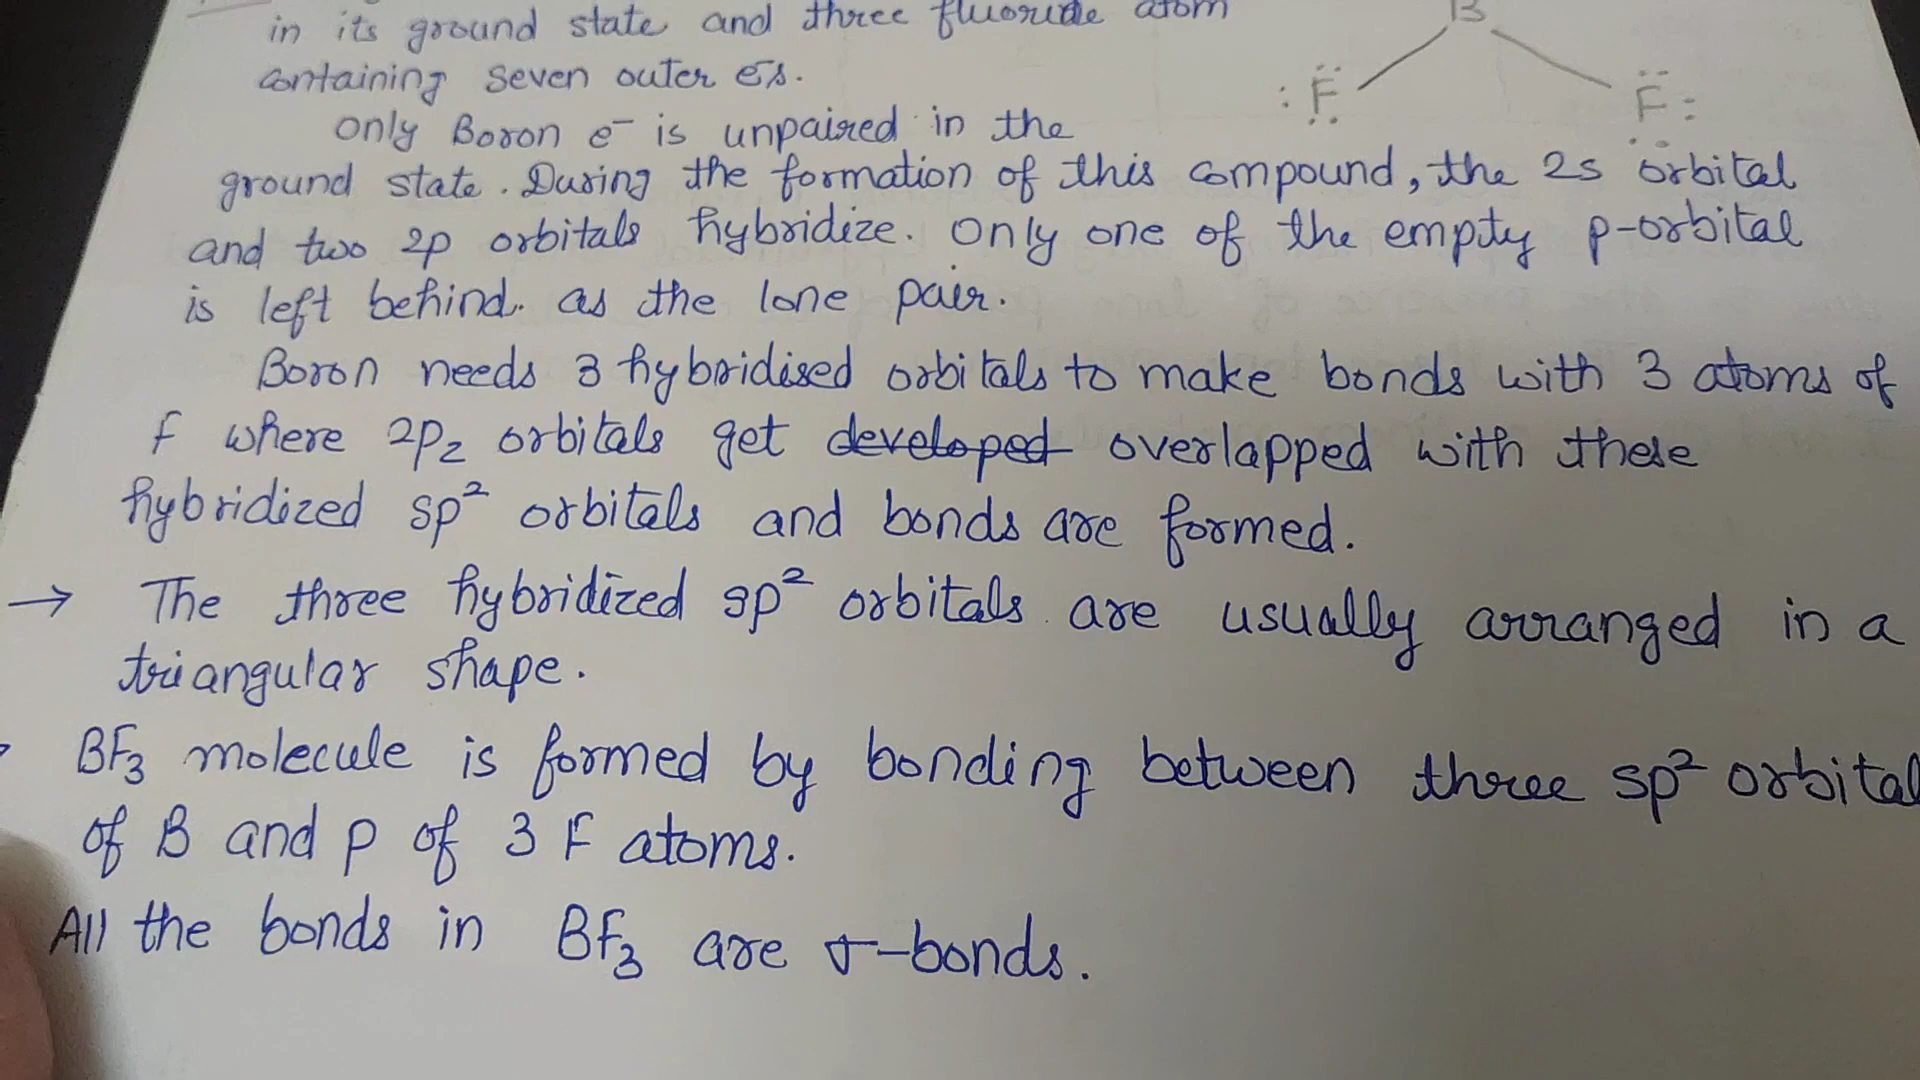 in its ground state and three fluoride atom
containing seven outer es.
only Boron e⁻ is unpaired in the
ground state. During the formation of this compound, the 2s orbital
and two 2p orbitals hybridize. Only one of the empty p-orbital
is left behind. as the lone pair.
Boron needs 3 hybridised orbitals to make bonds with 3 atoms of
F where 2pz orbitals get developed overlapped with these
hybridized sp² orbitals and bonds are formed.
→ The three hybridized sp² orbitals are usually arranged in a
triangular shape.
BF₃ molecule is formed by bonding between three sp² orbital
of B and p of 3 F atoms.
All the bonds in BF₃ are σ-bonds.
B
:F
F: